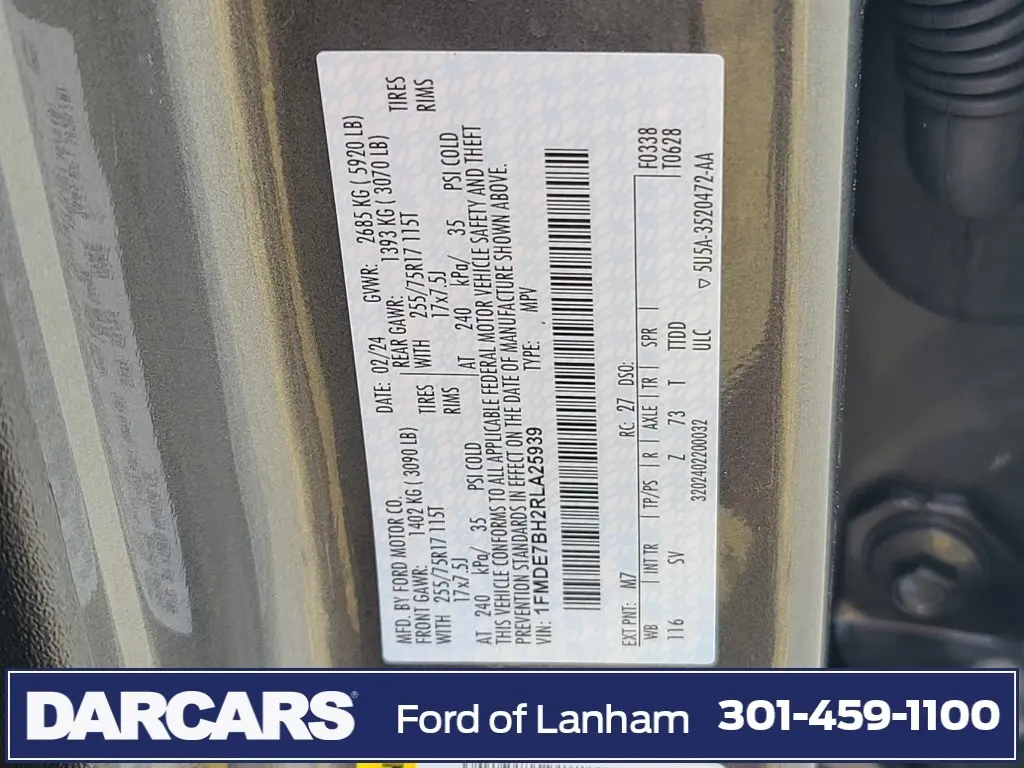 MFD. BY FORD MOTOR CO.
DATE: 02/24 GVWR: 2685 KG ( 5920 LB)
FRONT GAWR: 1402 KG ( 3090 LB)
REAR GAWR: 1393 KG ( 3070 LB)
WITH 255/75R17 115T TIRES
WITH 255/75R17 115T TIRES
17x7.5J RIMS
17x7.5J RIMS
AT 240 kPa/ 35 PSI COLD
AT 240 kPa/ 35 PSI COLD
THIS VEHICLE CONFORMS TO ALL APPLICABLE FEDERAL MOTOR VEHICLE SAFETY AND THEFT
PREVENTION STANDARDS IN EFFECT ON THE DATE OF MANUFACTURE SHOWN ABOVE.
VIN: 1FMDE7BH2RLA25939 TYPE: MPV
EXT PNT: M7 RC: 27 DSO: F0338
T0628
WB INTTR TP/PS R AXLE TR SPR
116 SV Z 73 T TTDD
ULC
320240220032 5U5A-3520472-AA
DARCARS®
Ford of Lanham
301-459-1100